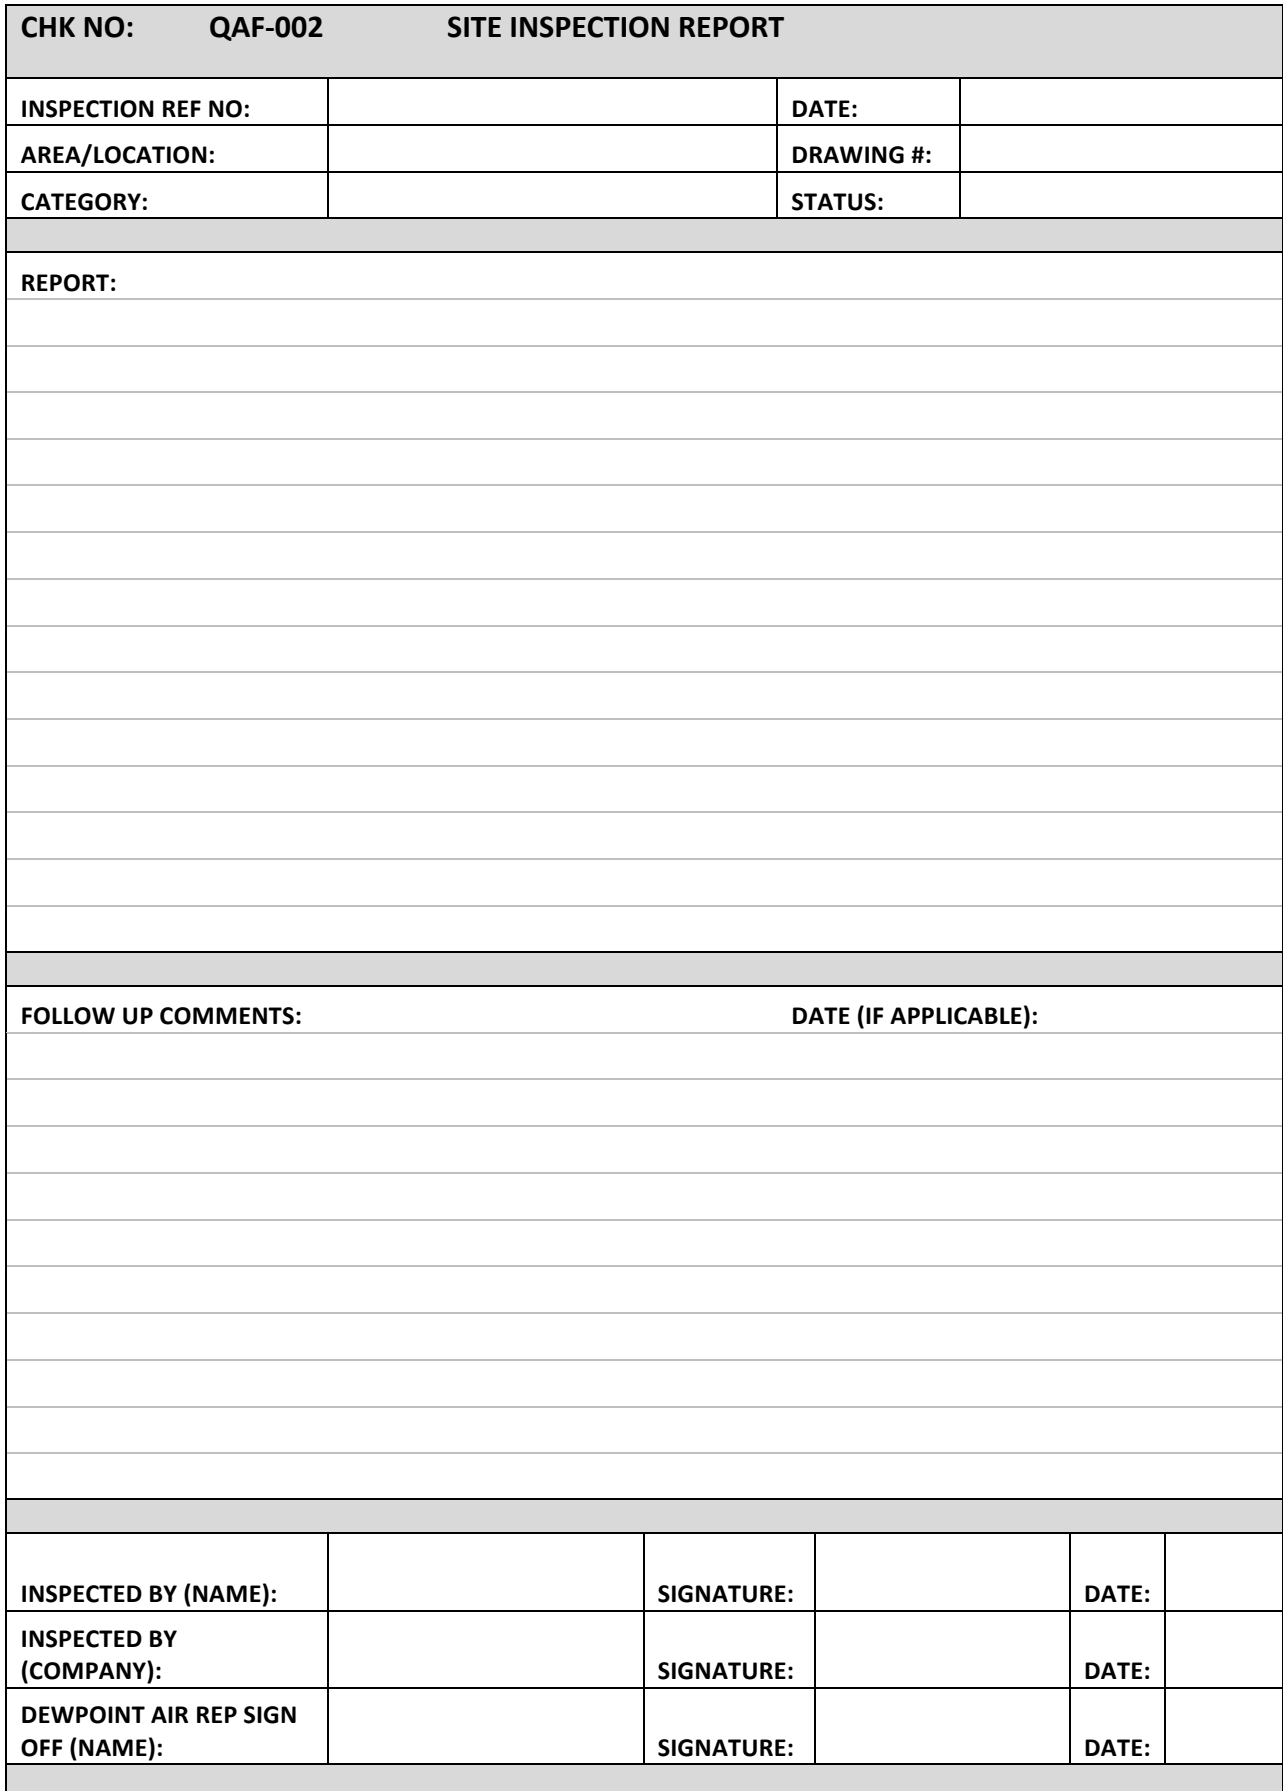 CHK NO: QAF-002 SITE INSPECTION REPORT
INSPECTION REF NO: DATE:
AREA/LOCATION: DRAWING #:
CATEGORY: STATUS:
REPORT:
FOLLOW UP COMMENTS: DATE (IF APPLICABLE):
INSPECTED BY (NAME): SIGNATURE: DATE:
INSPECTED BY
(COMPANY): SIGNATURE: DATE:
DEWPOINT AIR REP SIGN
OFF (NAME): SIGNATURE: DATE: